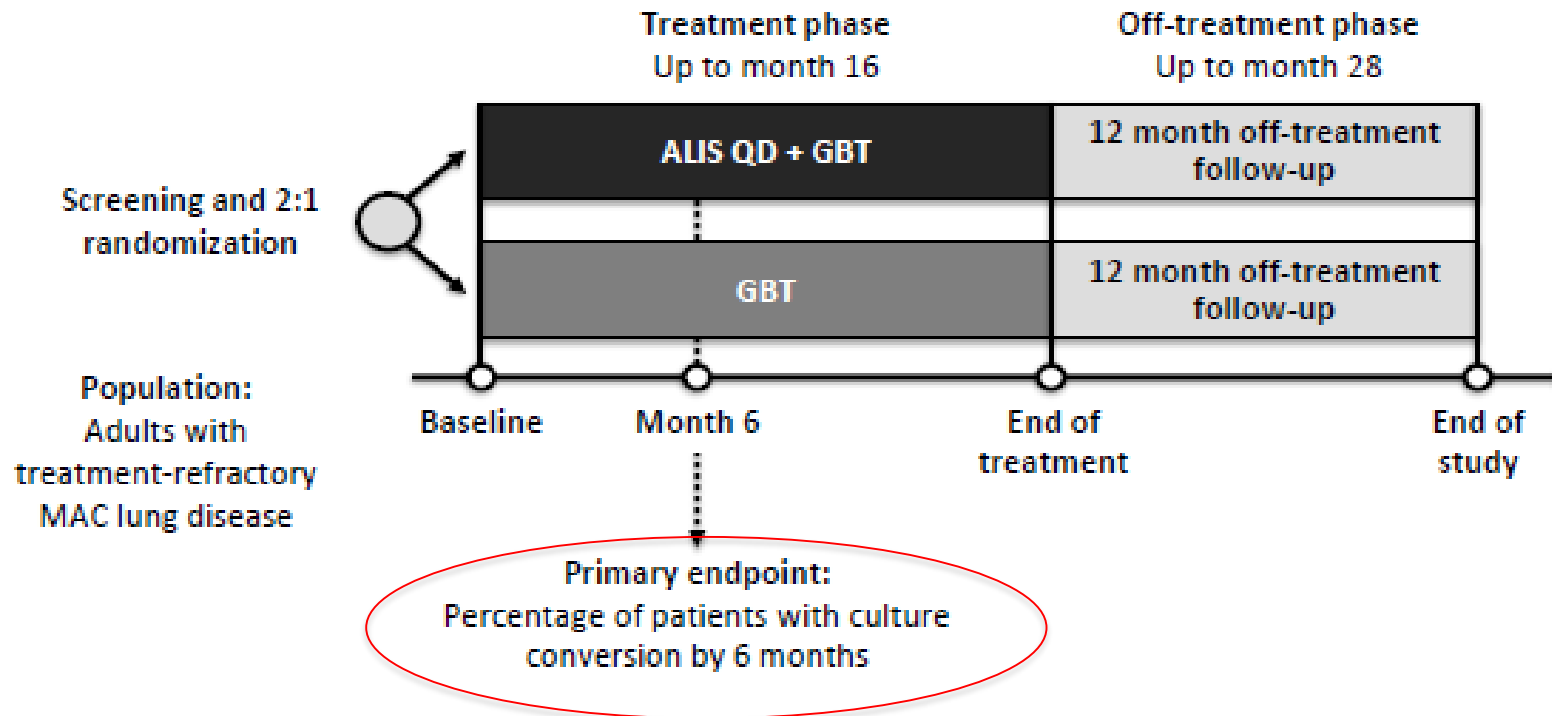 Treatment phase
Up to month 16
Off-treatment phase
Up to month 28
Screening and 2:1
randomization
ALIS QD + GBT
12 month off-treatment
follow-up
GBT
12 month off-treatment
follow-up
Population:
Adults with
treatment-refractory
MAC lung disease
Baseline
Month 6
End of
treatment
End of
study
Primary endpoint:
Percentage of patients with culture
conversion by 6 months